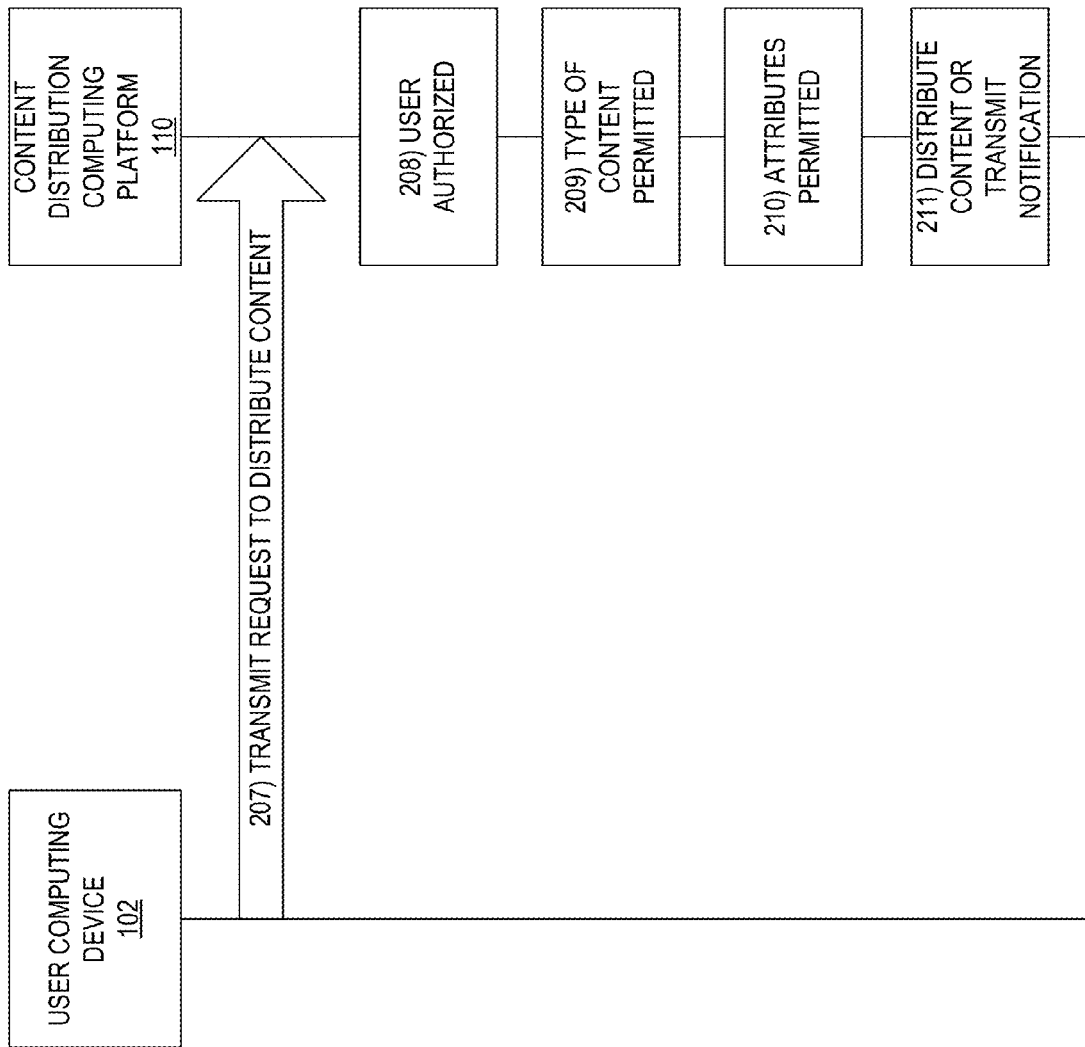 USER COMPUTING
DEVICE
102
CONTENT
DISTRIBUTION
COMPUTING
PLATFORM
110
207) TRANSMIT REQUEST TO DISTRIBUTE CONTENT
208) USER
AUTHORIZED
209) TYPE OF
CONTENT
PERMITTED
210) ATTRIBUTES
PERMITTED
211) DISTRIBUTE
CONTENT OR
TRANSMIT
NOTIFICATION